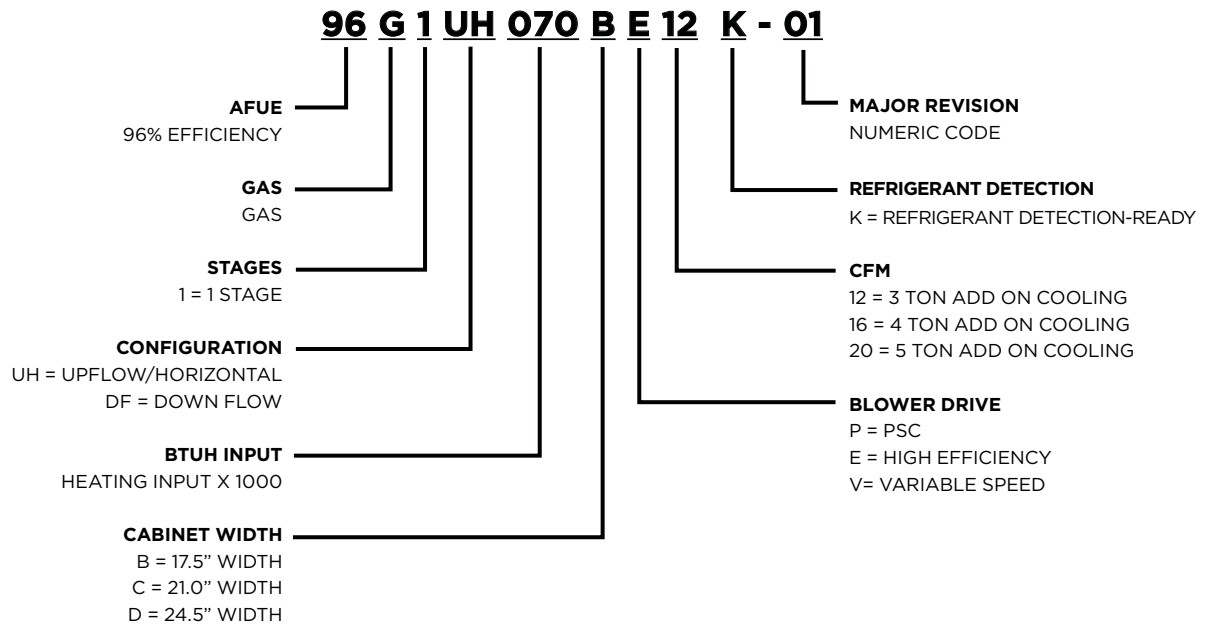 96 G 1 UH 070 B E 12 K - 01
AFUE
96% EFFICIENCY
GAS
GAS
STAGES
1 = 1 STAGE
CONFIGURATION
UH = UPFLOW/HORIZONTAL
DF = DOWN FLOW
BTUH INPUT
HEATING INPUT X 1000
CABINET WIDTH
B = 17.5” WIDTH
C = 21.0” WIDTH
D = 24.5” WIDTH
MAJOR REVISION
NUMERIC CODE
REFRIGERANT DETECTION
K = REFRIGERANT DETECTION-READY
CFM
12 = 3 TON ADD ON COOLING
16 = 4 TON ADD ON COOLING
20 = 5 TON ADD ON COOLING
BLOWER DRIVE
P = PSC
E = HIGH EFFICIENCY
V= VARIABLE SPEED